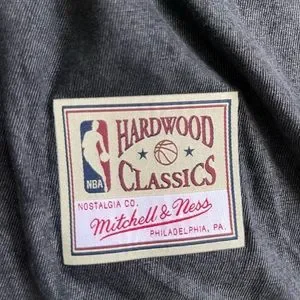 HARDWOOD
CLASSICS
NBA
NOSTALGIA CO.
Mitchell & Ness
PHILADELPHIA, PA.